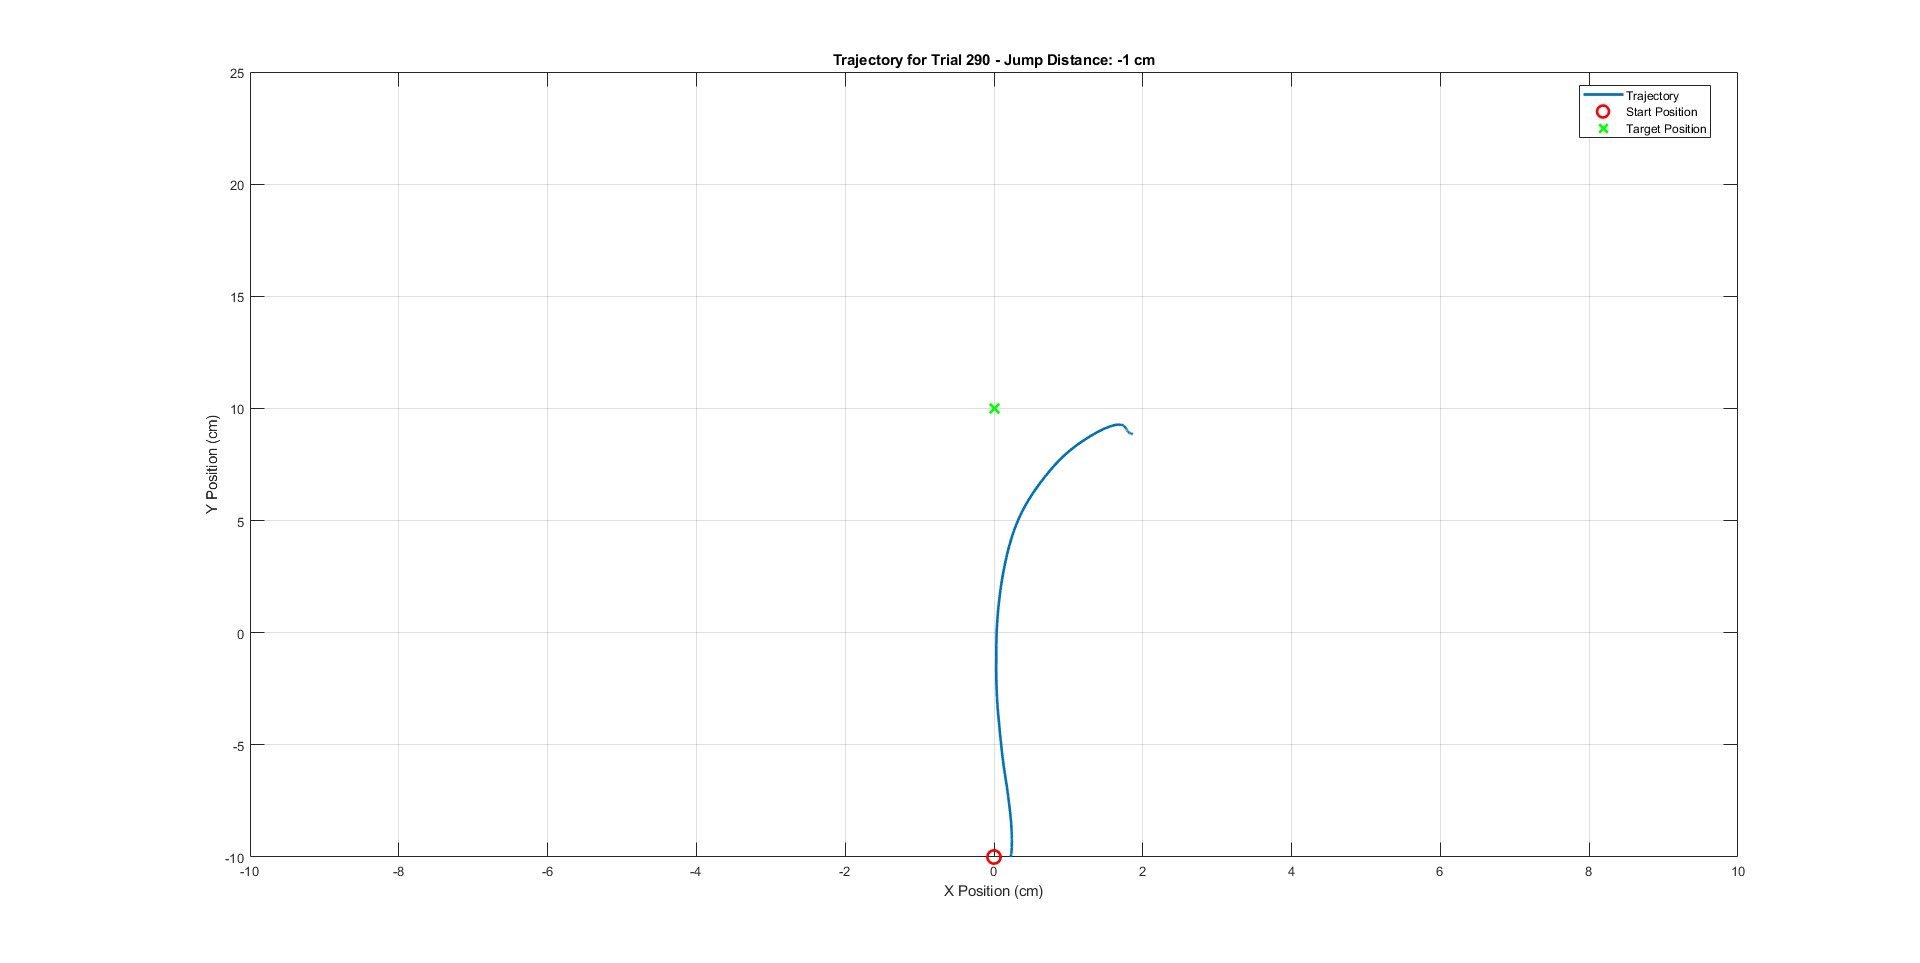 Trajectory for Trial 290 - Jump Distance: -1 cm
Trajectory
Start Position
Target Position
25
20
15
10
5
0
-5
-10
Y Position (cm)
-10 -8 -6 -4 -2 0 2 4 6 8 10
X Position (cm)